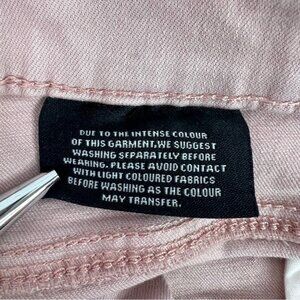 DUE TO THE INTENSE COLOUR
OF THIS GARMENT, WE SUGGEST
WASHING SEPARATELY BEFORE
WEARING. PLEASE AVOID CONTACT
WITH LIGHT COLOURED FABRICS
BEFORE WASHING AS THE COLOUR
MAY TRANSFER.